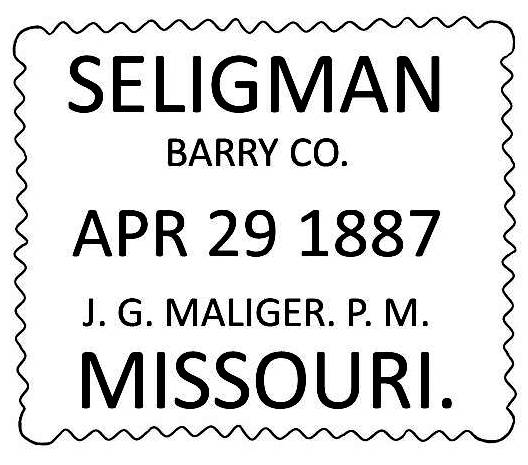 SELIGMAN
BARRY CO.
APR 29 1887
J. G. MALIGER. P. M.
MISSOURI.